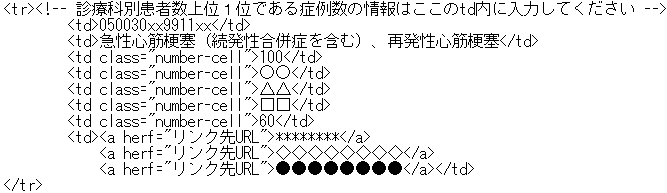 <tr><!-- 診療科別患者数上位１位である症例数の情報はここのtd内に入力してください -->
<td>050030xx9911xx</td>
<td>急性心筋梗塞（続発性合併症を含む）、再発性心筋梗塞</td>
<td class="number-cell">100</td>
<td class="number-cell">○○</td>
<td class="number-cell">△△</td>
<td class="number-cell">□□</td>
<td class="number-cell">60</td>
<td><a herf="リンク先URL">********</a>
<a herf="リンク先URL">◇◇◇◇◇◇◇◇</a>
<a herf="リンク先URL">●●●●●●●●</a></td>
</tr>